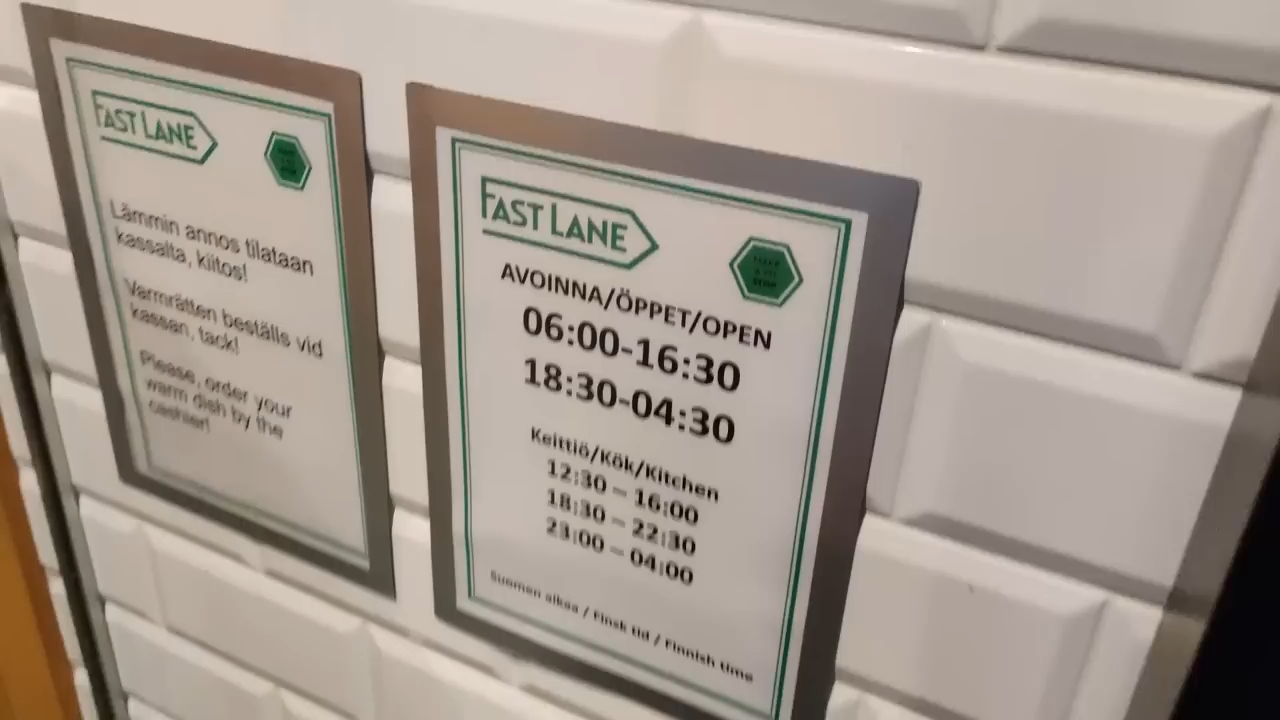 FAST LANE
Lämmin annos tilataan
kassalta, kiitos!
Varmrätten beställs vid
kassan, tack!
Please, order your
warm dish by the
cashier!
FAST LANE
AVOINNA/ÖPPET/OPEN
06:00-16:30
18:30-04:30
Keittiö/Kök/Kitchen
12:30 – 16:00
18:30 – 22:30
23:00 – 04:00
Suomen aikaa / Finsk tid / Finnish time